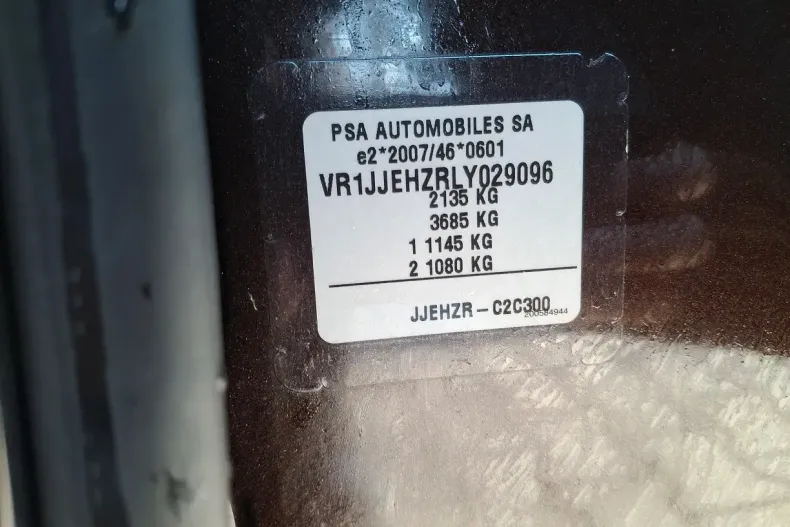 PSA AUTOMOBILES SA
e2*2007/46*0601
VR1JJEHZRLY029096
2135 KG
3685 KG
1 1145 KG
2 1080 KG
JJEHZR-C2C300
200584944